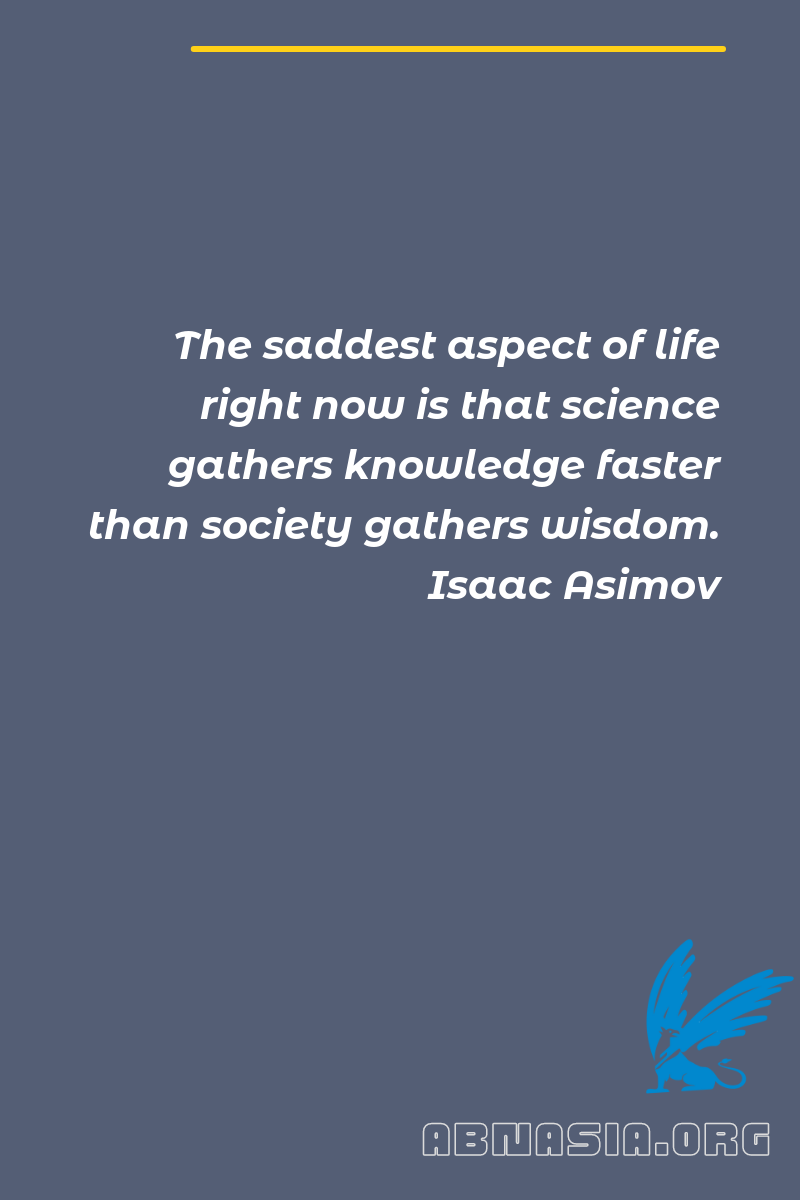 The saddest aspect of life
right now is that science
gathers knowledge faster
than society gathers wisdom.
Isaac Asimov
ABNASIA.ORG